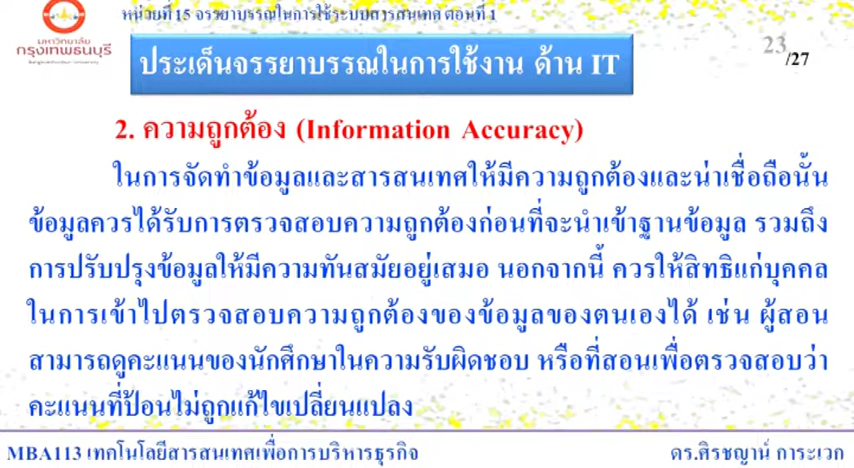 หน่วยที่ 15 จรรยาบรรณในการใช้ระบบสารสนเทศ ตอนที่ 1
มหาวิทยาลัย
กรุงเทพธนบุรี
23
/27
ประเด็นจรรยาบรรณในการใช้งาน ด้าน IT
2. ความถูกต้อง (Information Accuracy)
ในการจัดทำข้อมูลและสารสนเทศให้มีความถูกต้องและน่าเชื่อถือนั้น
ข้อมูลควรได้รับการตรวจสอบความถูกต้องก่อนที่จะนำเข้าฐานข้อมูล รวมถึง
การปรับปรุงข้อมูลให้มีความทันสมัยอยู่เสมอ นอกจากนี้ ควรให้สิทธิแก่บุคคล
ในการเข้าไปตรวจสอบความถูกต้องของข้อมูลของตนเองได้ เช่น ผู้สอน
สามารถดูคะแนนของนักศึกษาในความรับผิดชอบ หรือที่สอนเพื่อตรวจสอบว่า
คะแนนที่ป้อนไม่ถูกแก้ไขเปลี่ยนแปลง
MBA113 เทคโนโลยีสารสนเทศเพื่อการบริหารธุรกิจ
ดร.ศิรชญาน์ การะเวก